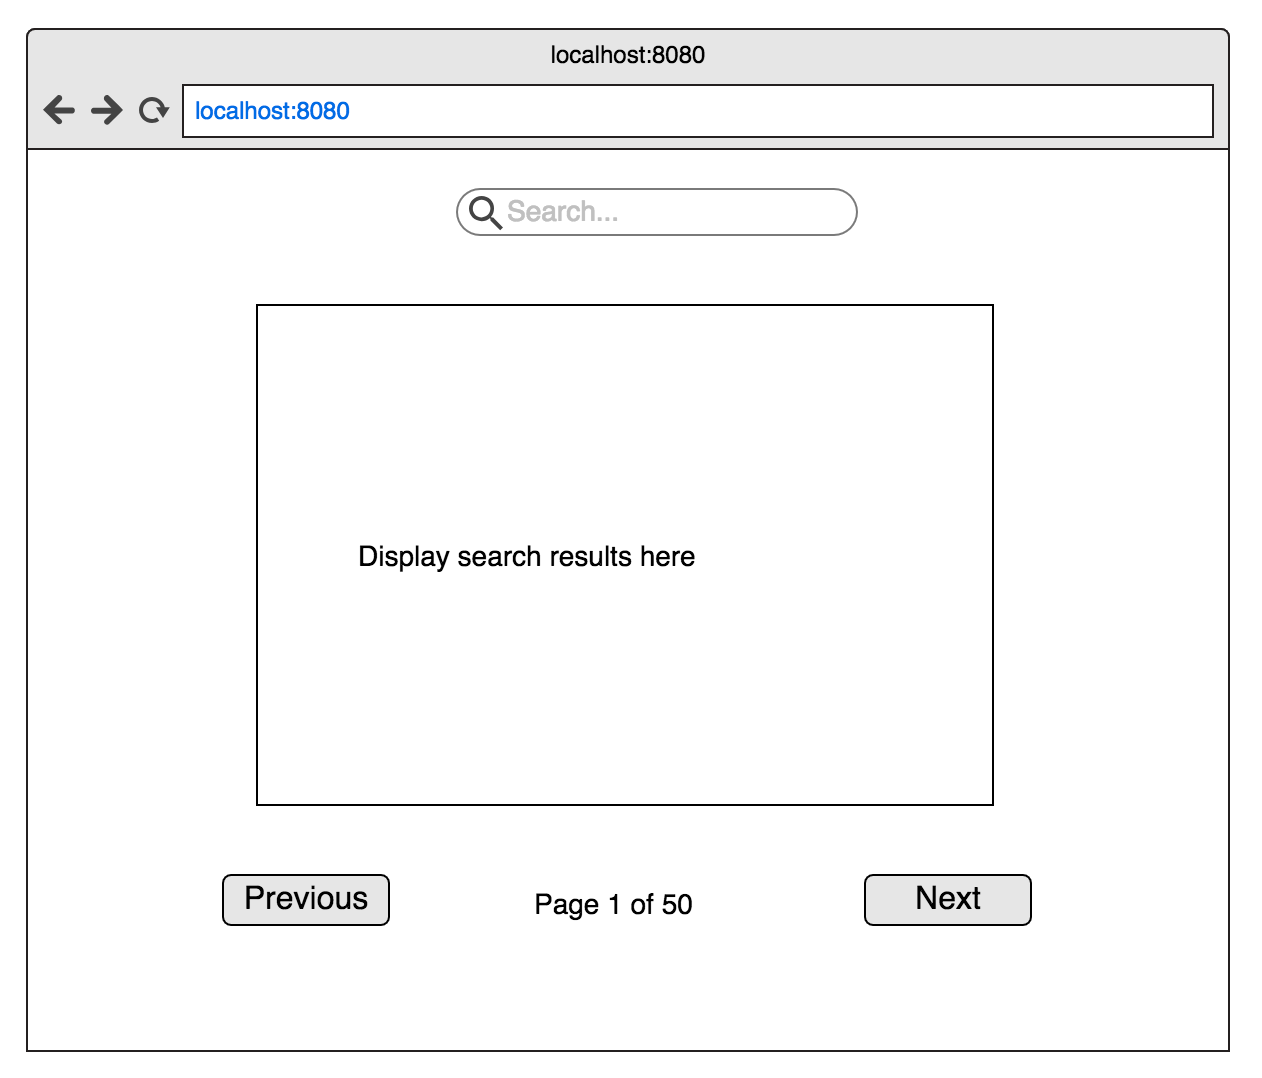 localhost:8080
localhost:8080
Search...
Display search results here
Previous
Page 1 of 50
Next